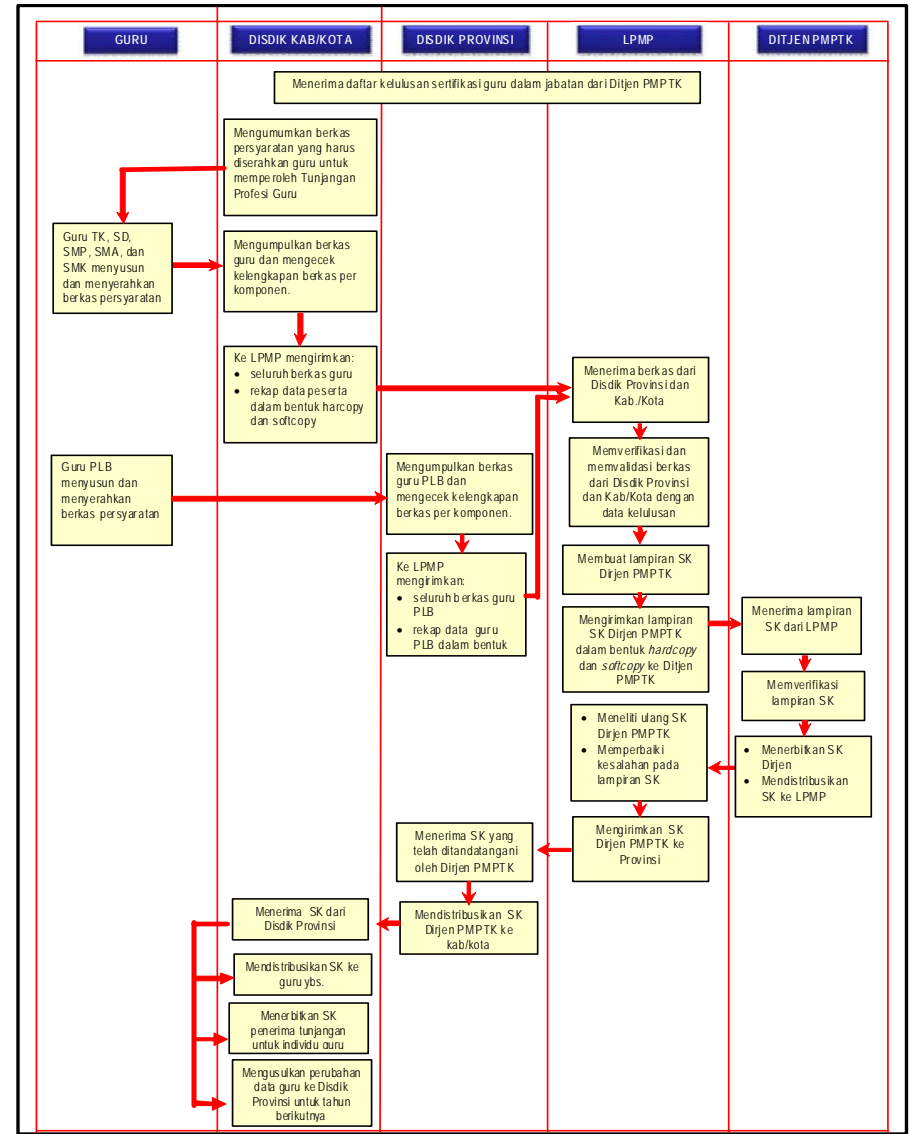 GURU
DISDIK KAB/KOTA
DISDIK PROVINSI
LPMP
DITJEN PMPTK
Menerima daftar kelulusan sertifikasi guru dalam jabatan dari Ditjen PMPTK
Mengumumkan berkas
persyaratan yang harus
diserahkan guru untuk
memperoleh Tunjangan
Profesi Guru
Guru TK, SD,
SMP, SMA, dan
SMK menyusun
dan menyerahkan
berkas persyaratan
Mengumpulkan berkas
guru dan mengecek
kelengkapan berkas per
komponen.
Ke LPMP mengirimkan:
• seluruh berkas guru
• rekap data peserta
dalam bentuk harcopy
dan softcopy
Menerima berkas dari
Disdik Provinsi dan
Kab./Kota
Guru PLB
menyusun dan
menyerahkan
berkas persyaratan
Mengumpulkan berkas
guru PLB dan
mengecek kelengkapan
berkas per komponen.
Memverifikasi dan
memvalidasi berkas
dari Disdik Provinsi
dan Kab/Kota dengan
data kelulusan
Ke LPMP
mengirimkan:
• seluruh berkas guru
PLB
• rekap data guru
PLB dalam bentuk
Membuat lampiran SK
Dirjen PMPTK
Mengirimkan lampiran
SK Dirjen PMPTK
dalam bentuk hardcopy
dan softcopy ke Ditjen
PMPTK
Menerima lampiran
SK dari LPMP
Memverifikasi
lampiran SK
• Menerbitkan SK
Dirjen
• Mendistribusikan
SK ke LPMP
• Meneliti ulang SK
Dirjen PMPTK
• Memperbaiki
kesalahan pada
lampiran SK
Mengirimkan SK
Dirjen PMPTK ke
Provinsi
Menerima SK yang
telah ditandatangani
oleh Dirjen PMPTK
Mendistribusikan SK
Dirjen PMPTK ke
kab/kota
Menerima SK dari
Disdik Provinsi
Mendistribusikan SK ke
guru ybs.
Menerbitkan SK
penerima tunjangan
untuk individu guru
Mengusulkan perubahan
data guru ke Disdik
Provinsi untuk tahun
berikutnya